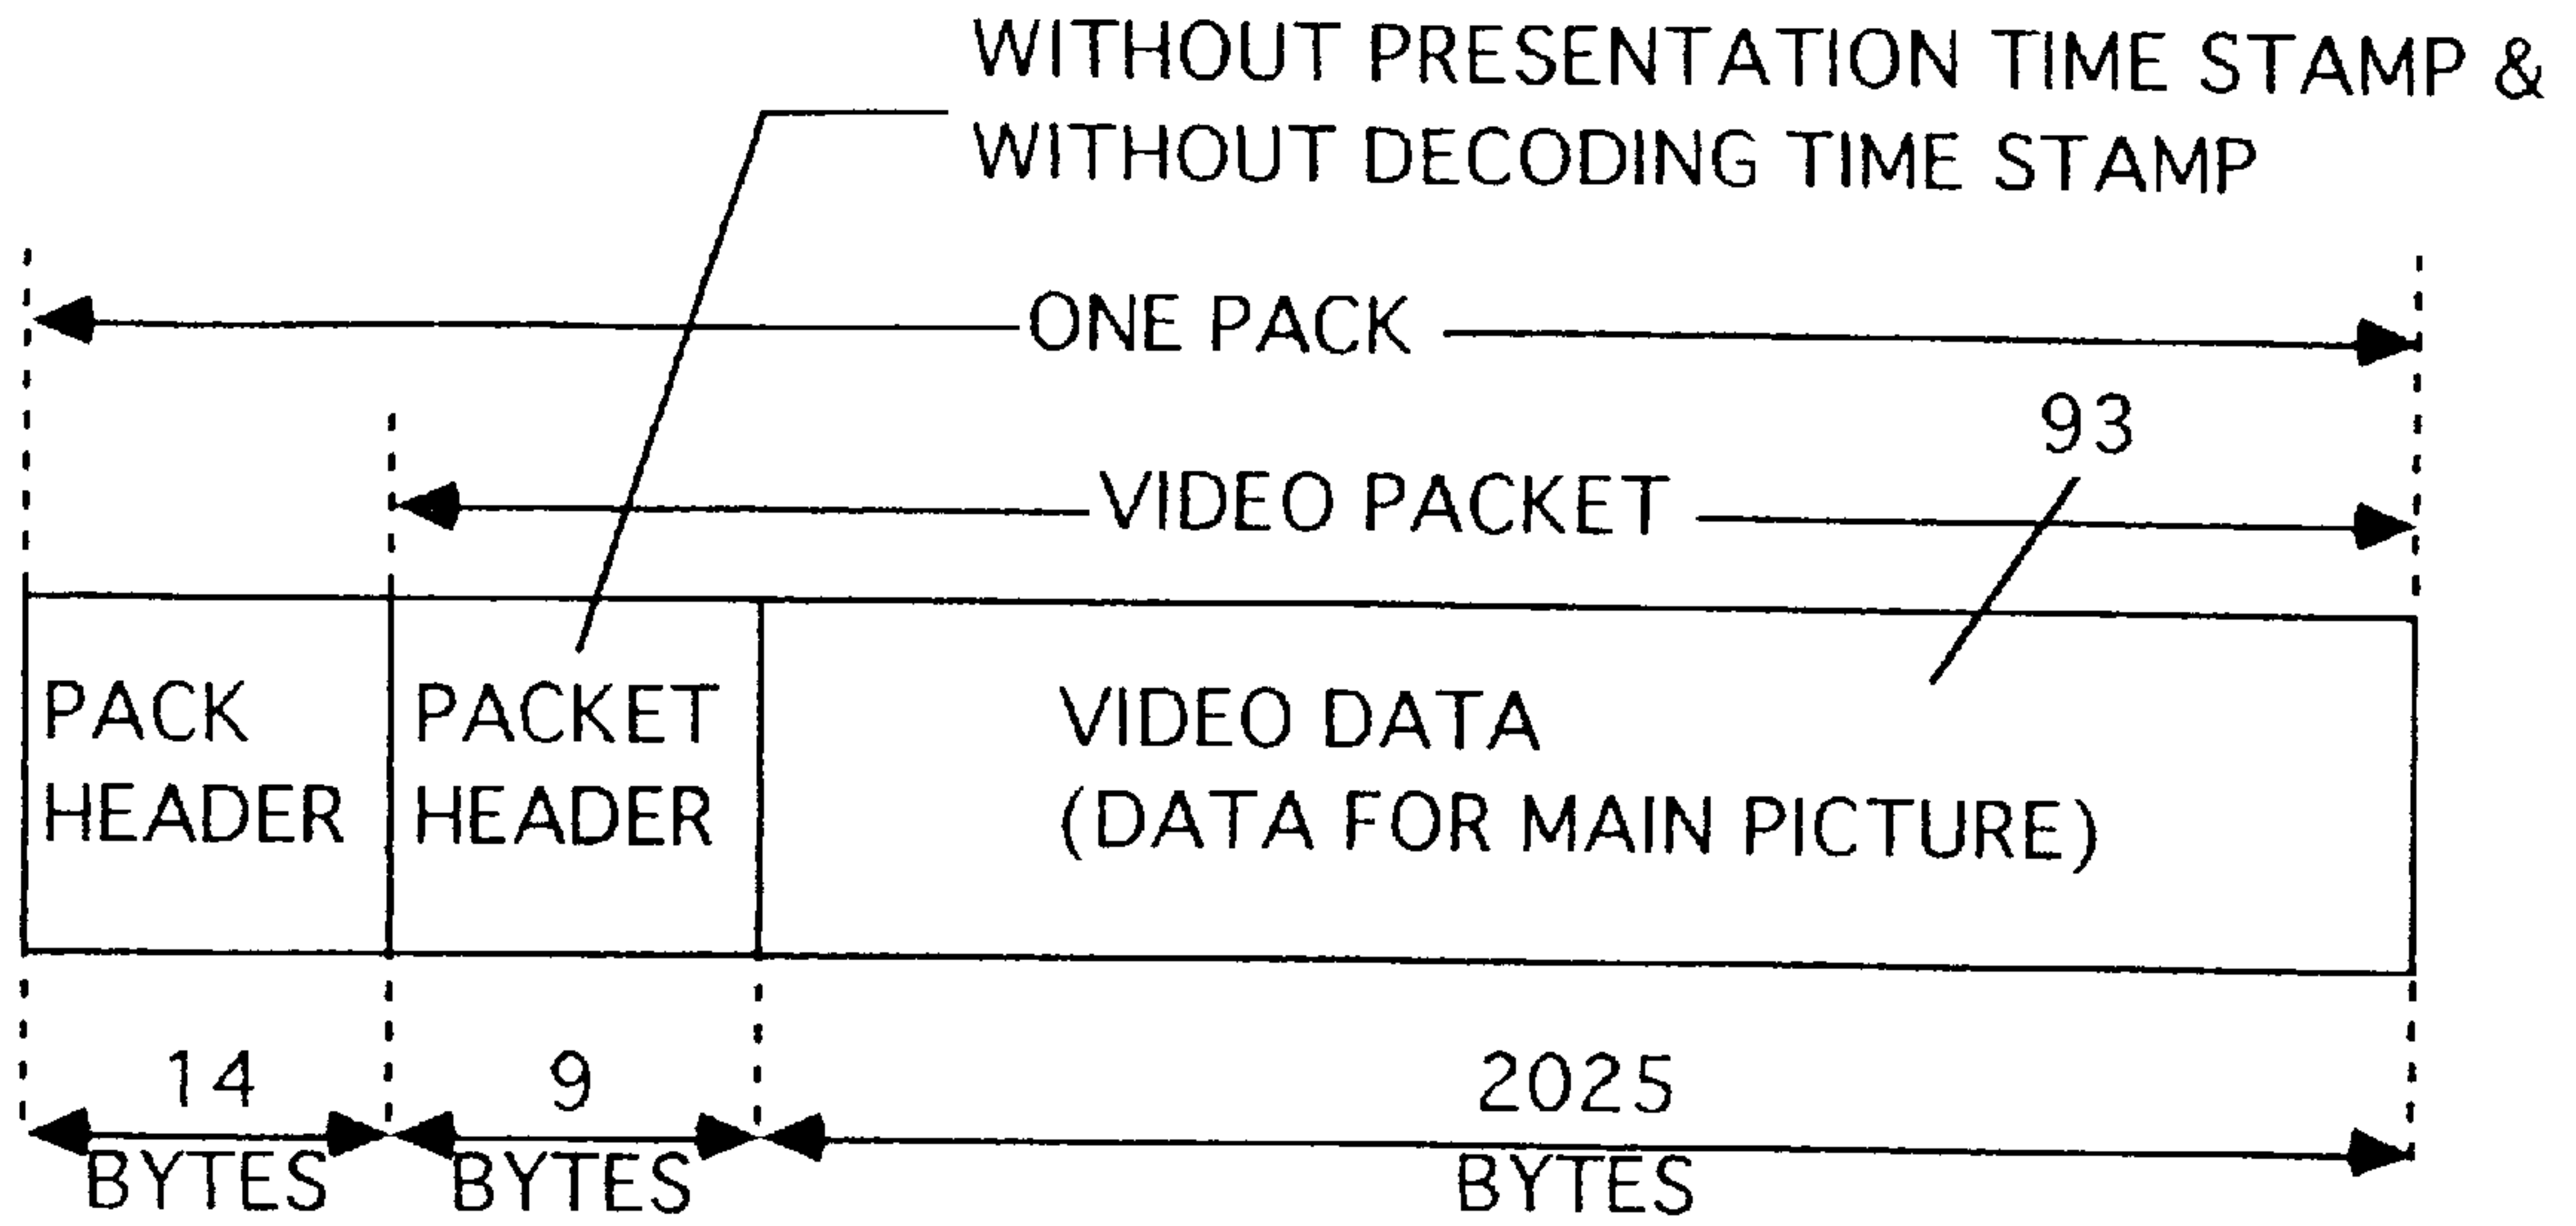 WITHOUT PRESENTATION TIME STAMP &
WITHOUT DECODING TIME STAMP
ONE PACK
93
VIDEO PACKET
PACK
HEADER
PACKET
HEADER
VIDEO DATA
(DATA FOR MAIN PICTURE)
14
BYTES
9
BYTES
2025
BYTES